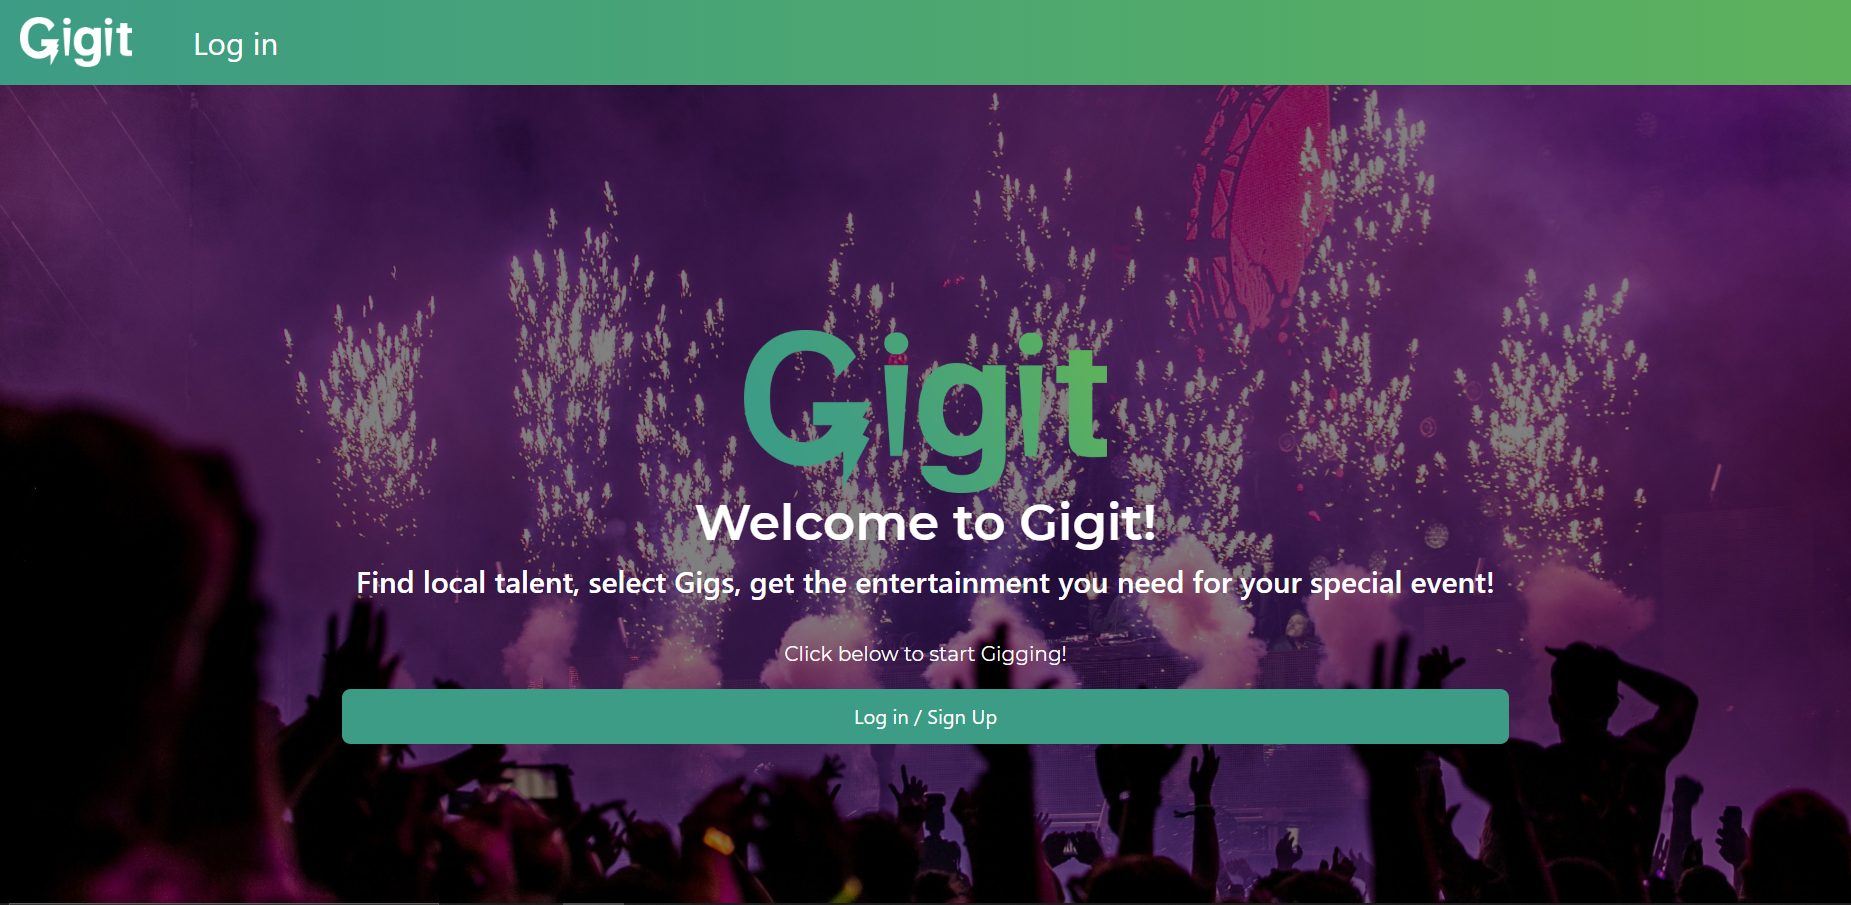 Gigit
Log in
Gigit
Welcome to Gigit!
Find local talent, select Gigs, get the entertainment you need for your special event!
Click below to start Gigging!
Log in / Sign Up